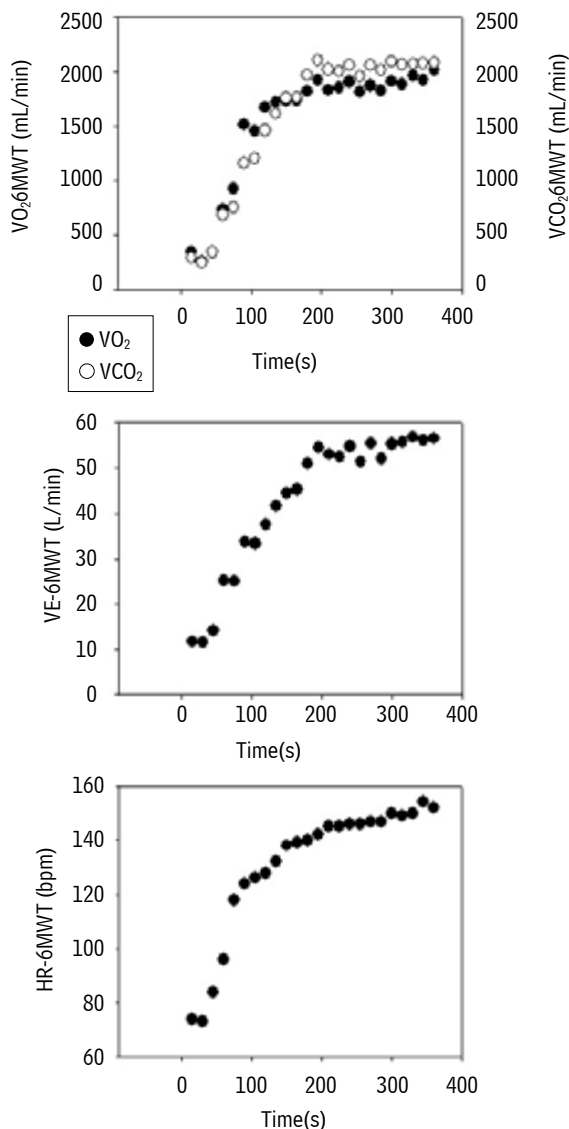 2500
2000
1500
1000
500
0
VO₂6MWT (mL/min)
2500
2000
1500
1000
500
0
VCO₂6MWT (mL/min)
0 100 200 300 400
Time(s)
VO₂
VCO₂
60
50
40
30
20
10
0
VE-6MWT (L/min)
0 100 200 300 400
Time(s)
160
140
120
100
80
60
HR-6MWT (bpm)
0 100 200 300 400
Time(s)